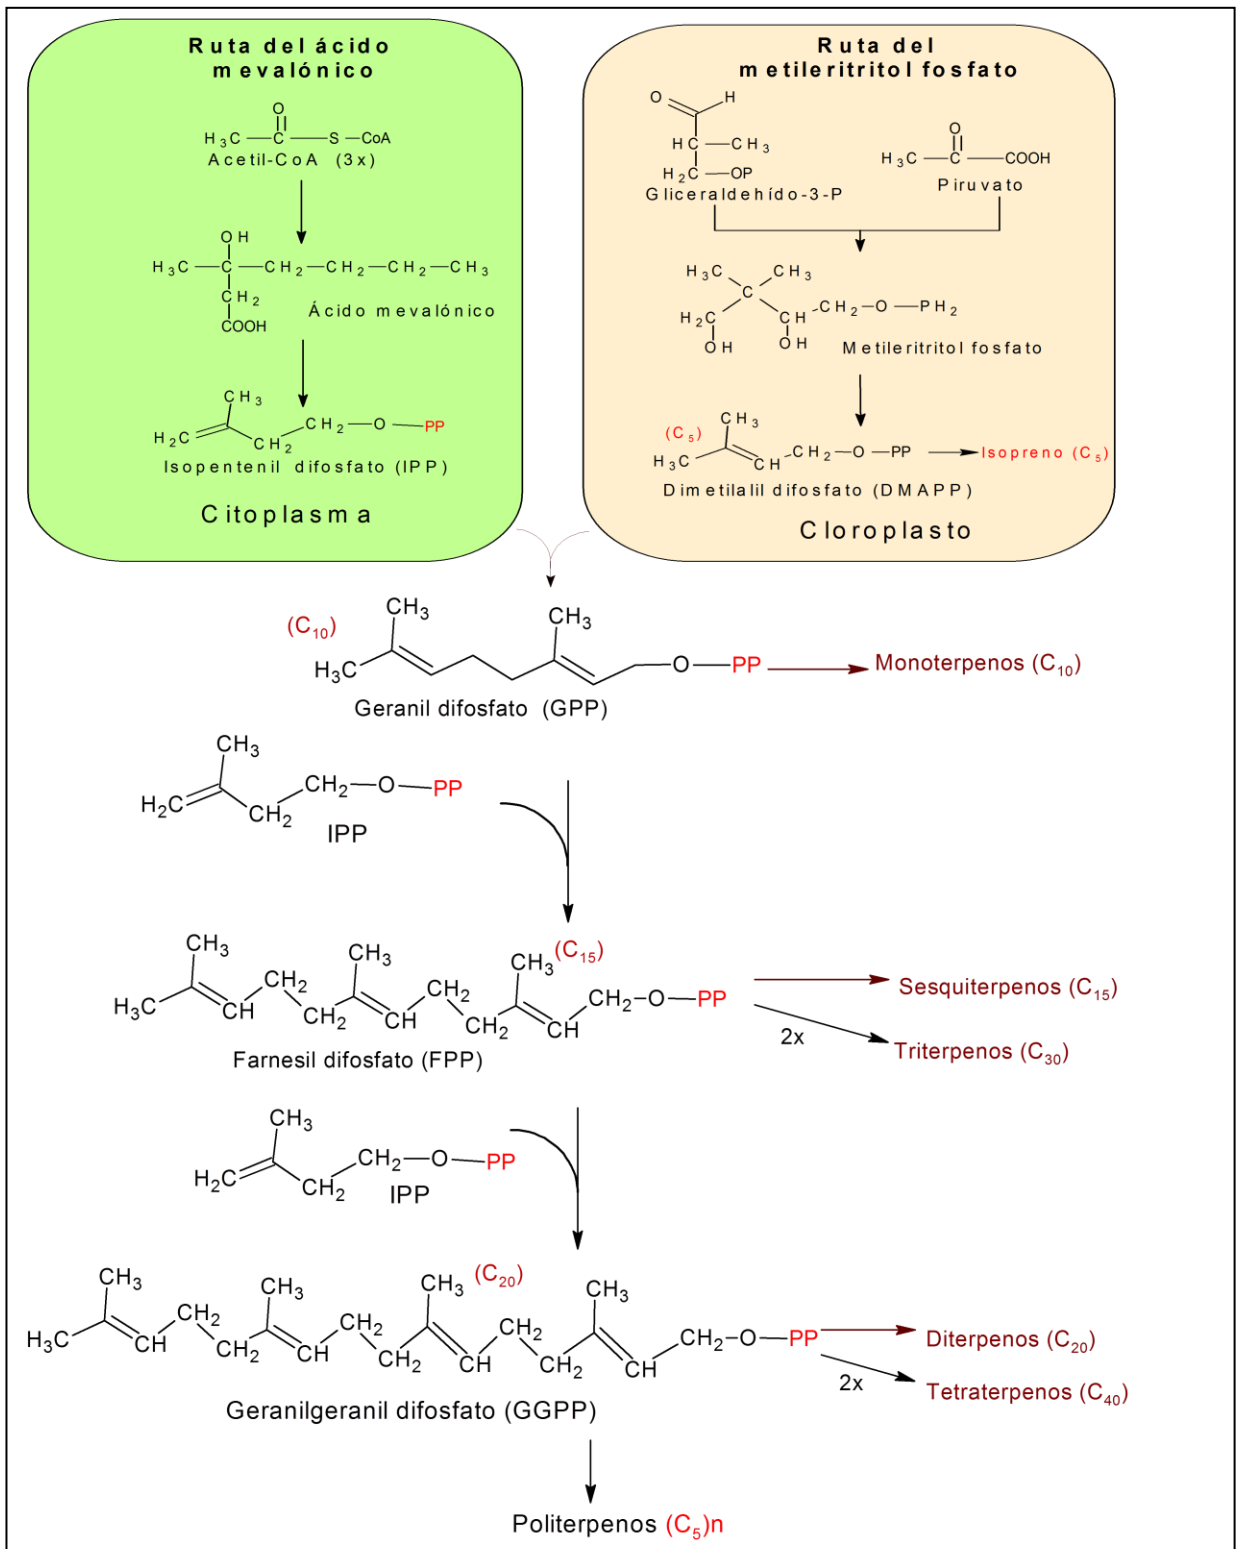 Ruta del ácido
mevalónico
O
H3C C S CoA
Acetil-CoA (3x)
OH
H3C C CH2 CH2 CH2 CH3
CH2
COOH
Ácido mevalónico
CH3
H2C CH2 CH2 O PP
Isopentenil difosfato (IPP)
Citoplasma
Ruta del
metileritritol fosfato
O H
HC CH3
H2C OP
Gliceraldehído-3-P
O
H3C C COOH
Piruvato
H3C CH3
C
H2C CH CH2 O PH2
OH OH
Metileritritol fosfato
CH3
(C5)
H3C CH CH2 O PP Isopreno (C5)
Dimetilalil difosfato (DMAPP)
Cloroplasto
CH3 CH3
(C10)
H3C O PP Monoterpenos (C10)
Geranil difosfato (GPP)
CH3
H2C CH2 CH2 O PP
IPP
CH3 CH3 CH3 (C15)
H3C CH CH2 CH2 CH CH2 CH2 CH CH2 O PP Sesquiterpenos (C15)
2x Triterpenos (C30)
Farnesil difosfato (FPP)
CH3
H2C CH2 CH2 O PP
IPP
CH3 CH3 CH3 (C20) CH3
H3C CH CH2 CH2 CH CH2 CH2 CH CH2 CH2 CH CH2 O PP Diterpenos (C20)
2x Tetraterpenos (C40)
Geranilgeranil difosfato (GGPP)
Politerpenos (C5)n